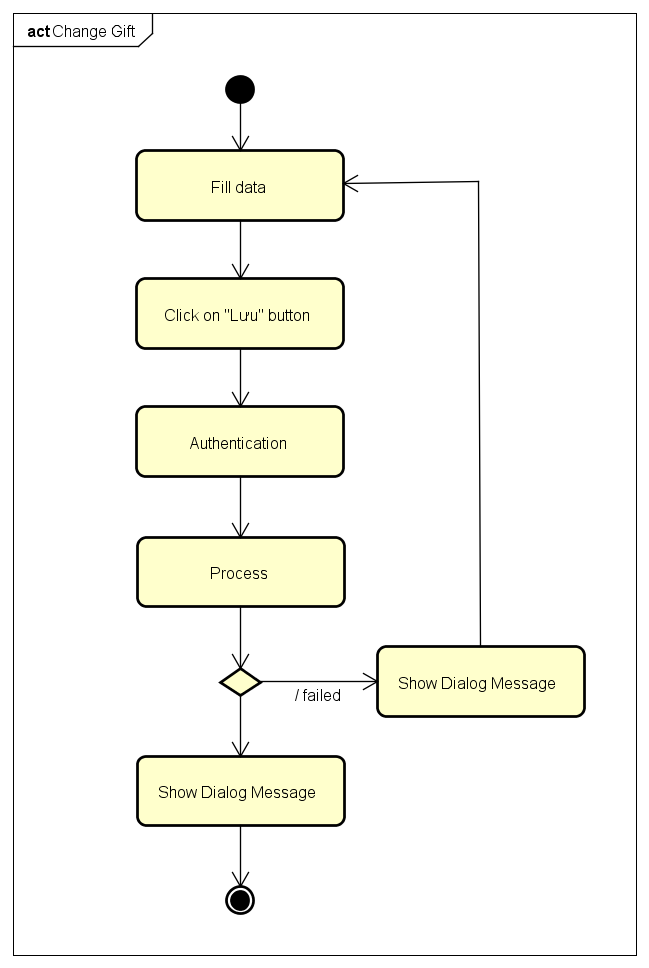 act Change Gift
Fill data
Click on "Lưu" button
Authentication
Process
/ failed
Show Dialog Message
Show Dialog Message